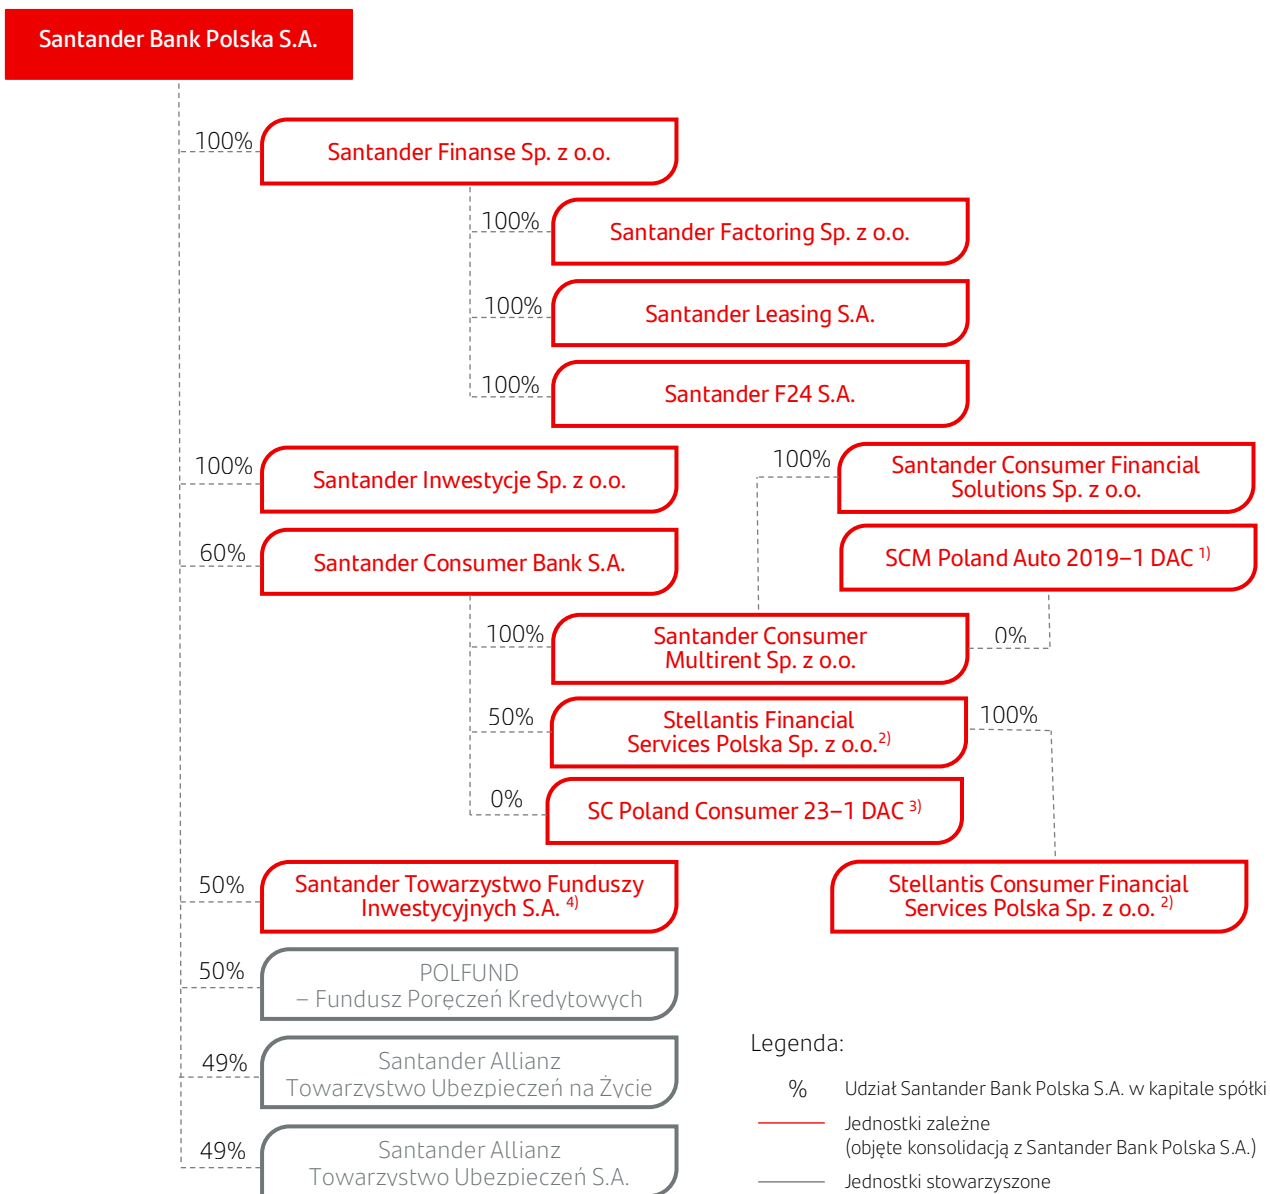 Santander Bank Polska S.A.
100%
Santander Finanse Sp. z o.o.
100%
Santander Factoring Sp. z o.o.
100%
Santander Leasing S.A.
100%
Santander F24 S.A.
100%
Santander Inwestycje Sp. z o.o.
100%
Santander Consumer Financial
Solutions Sp. z o.o.
60%
Santander Consumer Bank S.A.
SCM Poland Auto 2019–1 DAC 1)
100%
Santander Consumer
Multirent Sp. z o.o.
0%
50%
Stellantis Financial
Services Polska Sp. z o.o.2)
100%
0%
SC Poland Consumer 23–1 DAC 3)
50%
Santander Towarzystwo Funduszy
Inwestycyjnych S.A. 4)
Stellantis Consumer Financial
Services Polska Sp. z o.o. 2)
50%
POLFUND
– Fundusz Poręczeń Kredytowych
49%
Santander Allianz
Towarzystwo Ubezpieczeń na Życie
49%
Santander Allianz
Towarzystwo Ubezpieczeń S.A.
Legenda:
% Udział Santander Bank Polska S.A. w kapitale spółki
Jednostki zależne
(objęte konsolidacją z Santander Bank Polska S.A.)
Jednostki stowarzyszone